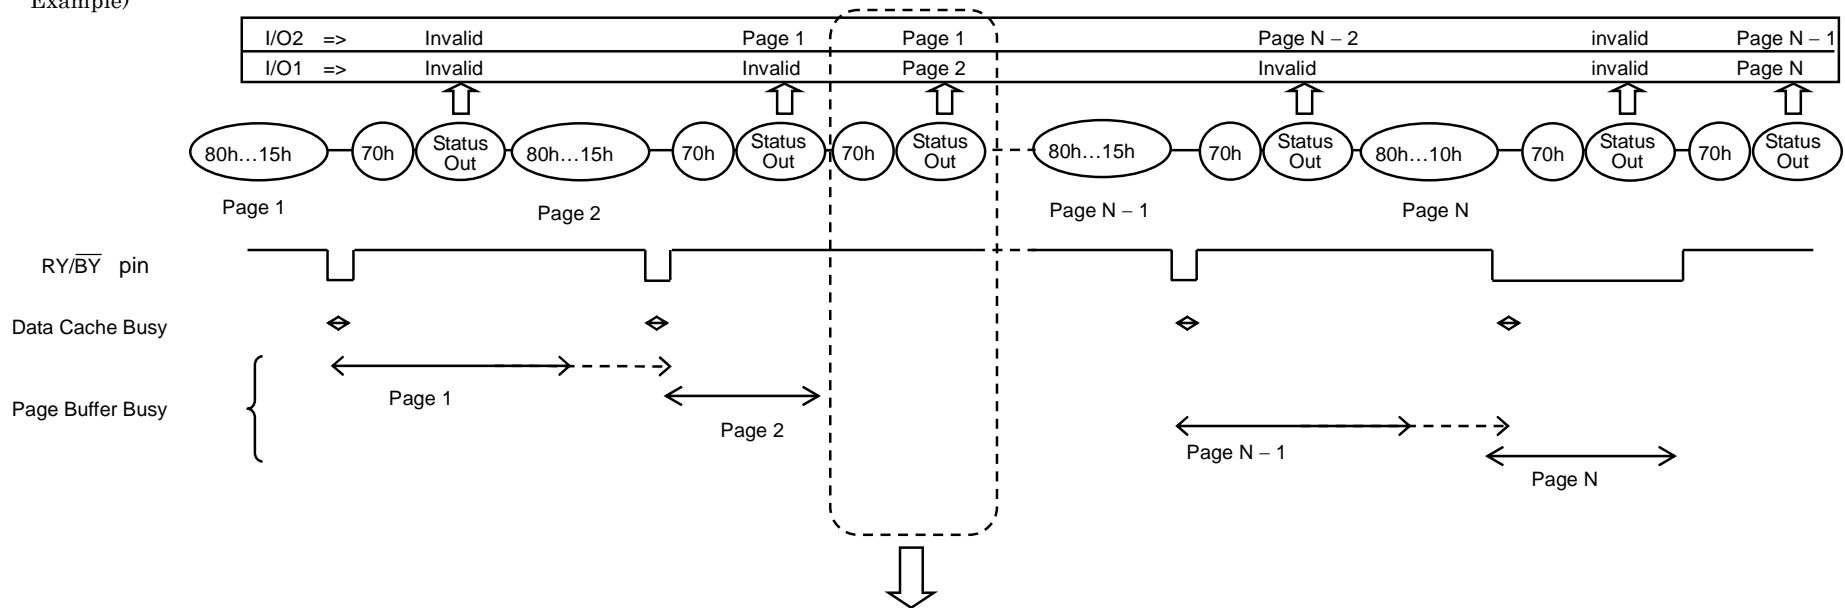 Example)
I/O2 => Invalid Page 1 Page 1 Page N – 2 invalid Page N – 1
I/O1 => Invalid Invalid Page 2 Invalid invalid Page N
80h…15h 70h Status Out 80h…15h 70h Status Out 70h Status Out 80h…15h 70h Status Out 80h…10h 70h Status Out 70h Status Out
Page 1 Page 2 Page N – 1 Page N
RY/B̅Y̅ pin
Data Cache Busy
Page 1
Page Buffer Busy
Page 2
Page N – 1
Page N